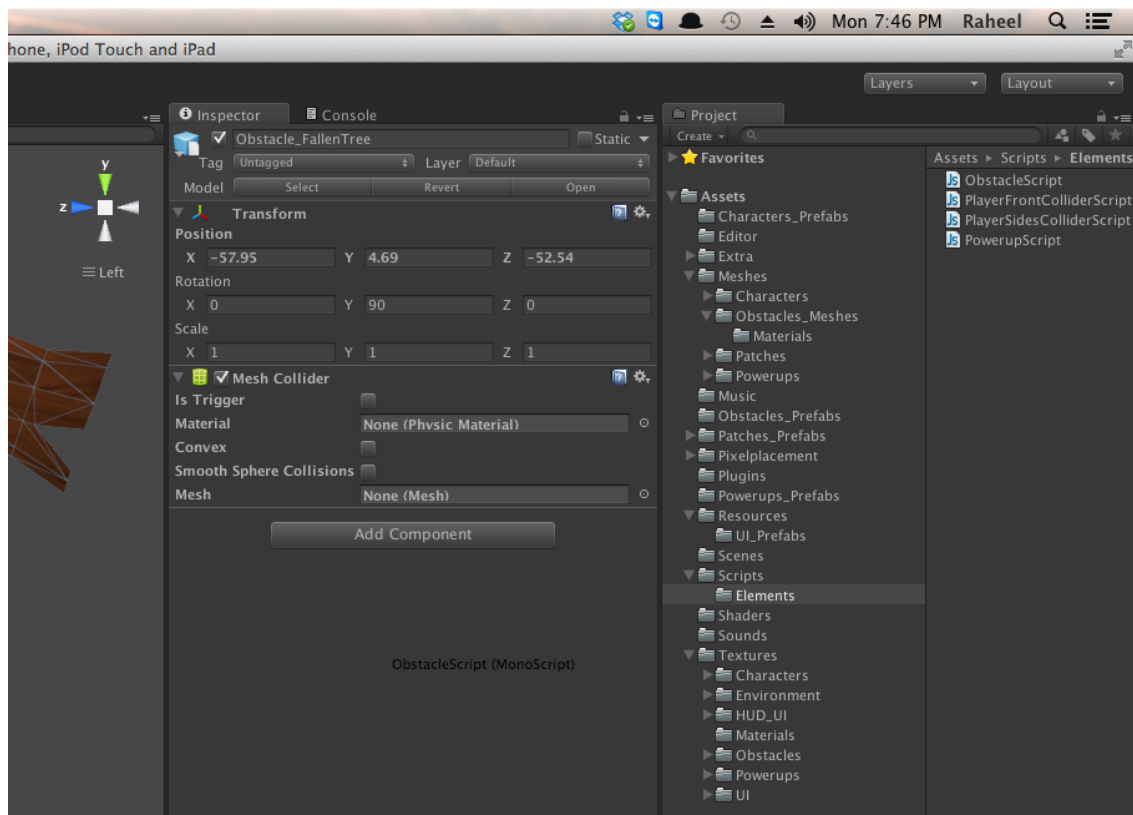 Mon 7:46 PM Raheel
hone, iPod Touch and iPad
Layers
Layout
Inspector
Console
Obstacle_FallenTree
Static
Tag Untagged
Layer Default
Model Select Revert Open
Transform
Position
X -57.95 Y 4.69 Z -52.54
Rotation
X 0 Y 90 Z 0
Scale
X 1 Y 1 Z 1
Mesh Collider
Is Trigger
Material None (Physic Material)
Convex
Smooth Sphere Collisions
Mesh None (Mesh)
Add Component
ObstacleScript (MonoScript)
y
z
Left
Project
Create
Favorites
Assets
Characters_Prefabs
Editor
Extra
Meshes
Characters
Obstacles_Meshes
Materials
Patches
Powerups
Music
Obstacles_Prefabs
Patches_Prefabs
Pixelplacement
Plugins
Powerups_Prefabs
Resources
UI_Prefabs
Scenes
Scripts
Elements
Shaders
Sounds
Textures
Characters
Environment
HUD_UI
Materials
Obstacles
Powerups
UI
Assets Scripts Elements
Js ObstacleScript
Js PlayerFrontColliderScript
Js PlayerSidesColliderScript
Js PowerupScript